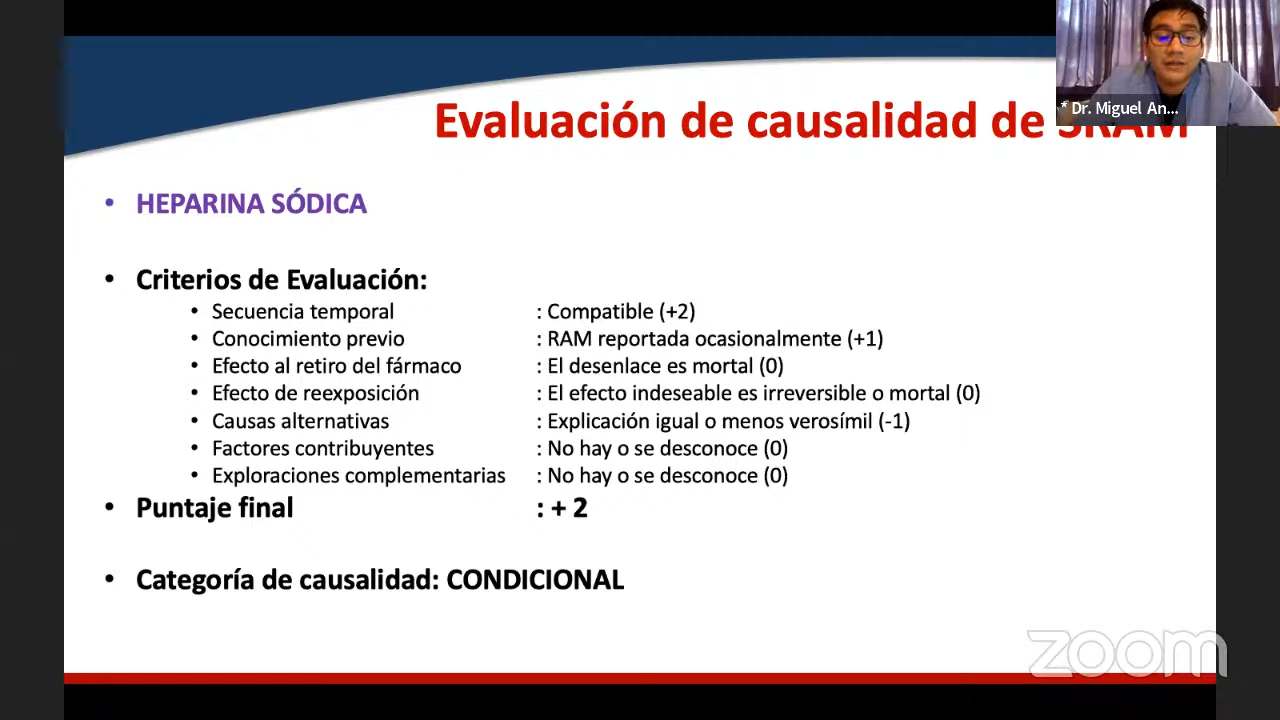 Evaluación de causalidad de SRAM
* Dr. Miguel An...
• HEPARINA SÓDICA
• Criterios de Evaluación:
• Secuencia temporal : Compatible (+2)
• Conocimiento previo : RAM reportada ocasionalmente (+1)
• Efecto al retiro del fármaco : El desenlace es mortal (0)
• Efecto de reexposición : El efecto indeseable es irreversible o mortal (0)
• Causas alternativas : Explicación igual o menos verosímil (-1)
• Factores contribuyentes : No hay o se desconoce (0)
• Exploraciones complementarias : No hay o se desconoce (0)
• Puntaje final : + 2
• Categoría de causalidad: CONDICIONAL
zoom